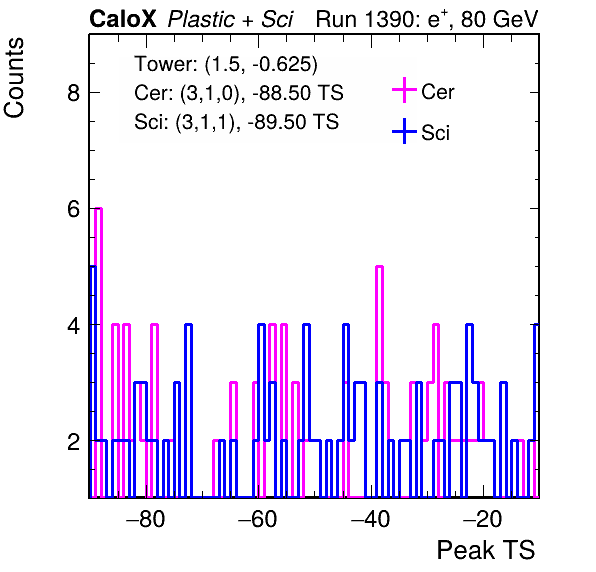 CaloX Plastic + Sci Run 1390: e+, 80 GeV
Counts
Tower: (1.5, -0.625)
Cer: (3,1,0), -88.50 TS
Sci: (3,1,1), -89.50 TS
Cer
Sci
8
6
4
2
−80 −60 −40 −20
Peak TS